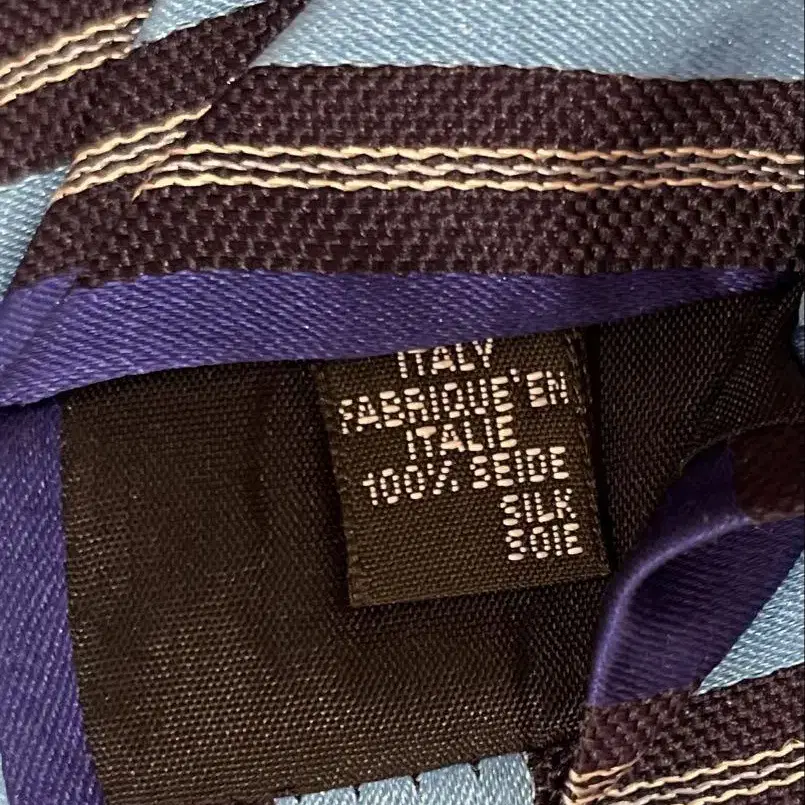 ITALY
FABRIQUE'EN
ITALIE
100% SEIDE
SILK
SOIE